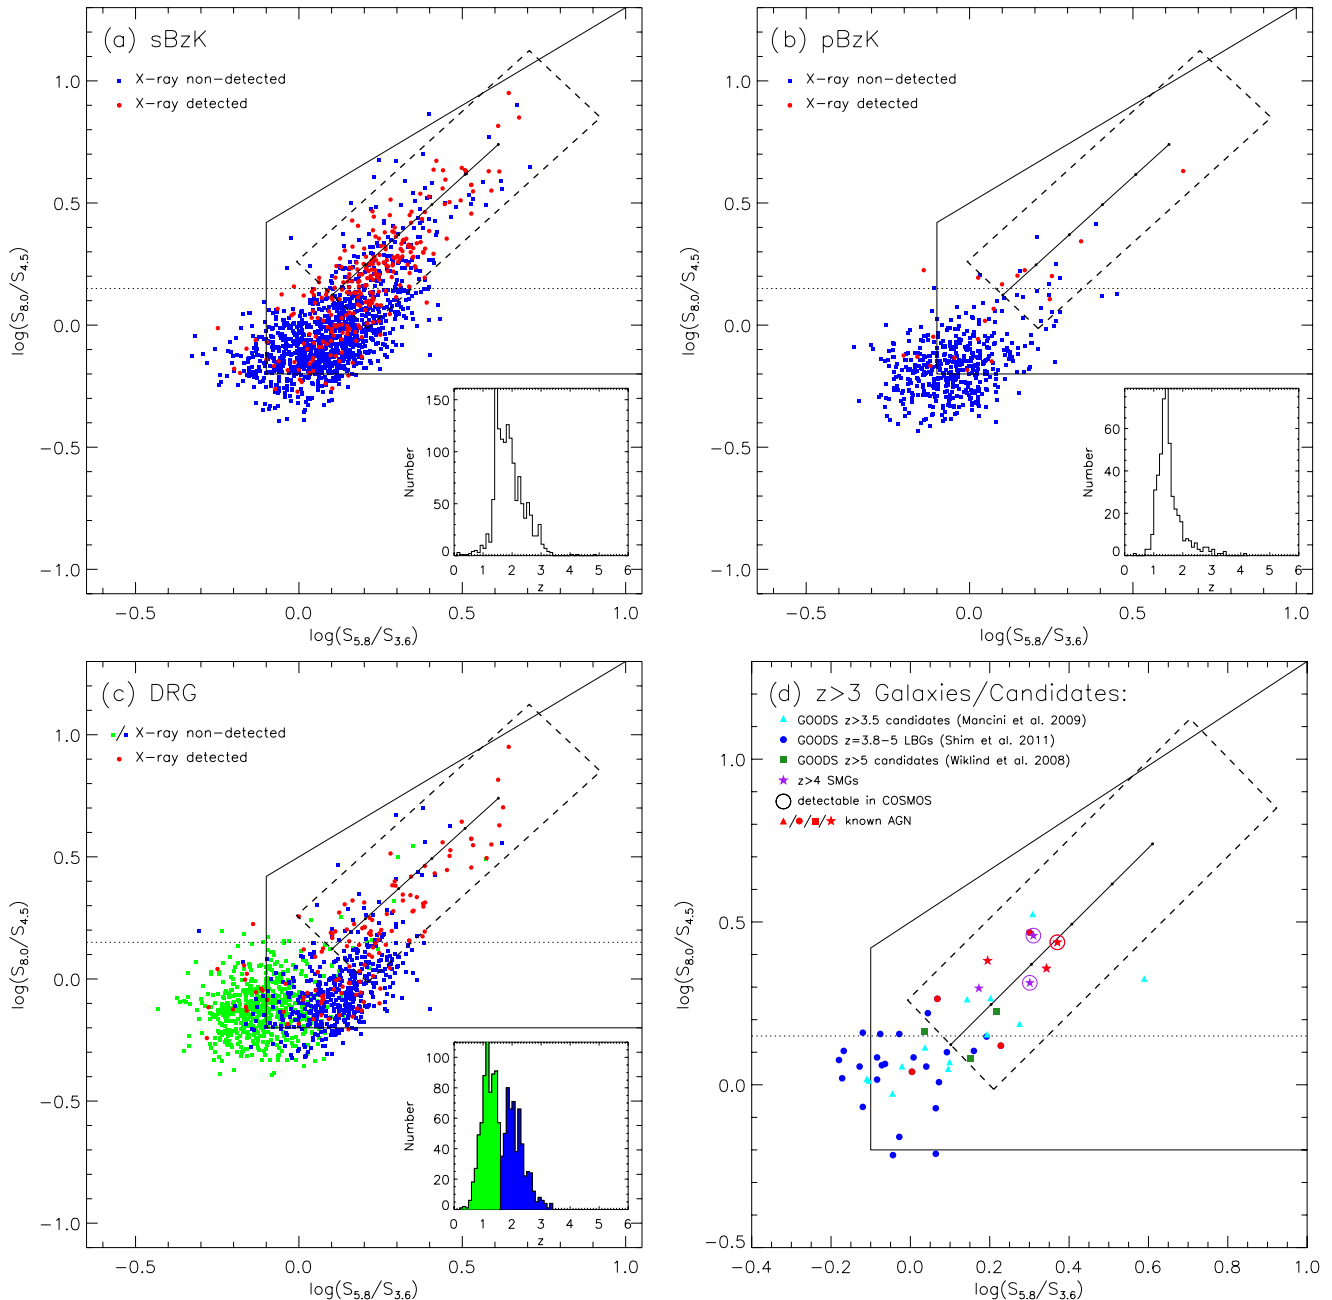 (a) sBzK
X-ray non-detected
X-ray detected
1.0
0.5
0.0
−0.5
−1.0
log(S8.0/S4.5)
−0.5 0.0 0.5 1.0
log(S5.8/S3.6)
150
100
50
0
Number
0 1 2 3 4 5 6
z
(b) pBzK
X-ray non-detected
X-ray detected
1.0
0.5
0.0
−0.5
−1.0
log(S8.0/S4.5)
−0.5 0.0 0.5 1.0
log(S5.8/S3.6)
60
40
20
0
Number
0 1 2 3 4 5 6
z
(c) DRG
/ X-ray non-detected
X-ray detected
1.0
0.5
0.0
−0.5
−1.0
log(S8.0/S4.5)
−0.5 0.0 0.5 1.0
log(S5.8/S3.6)
100
80
60
40
20
0
Number
0 1 2 3 4 5 6
z
(d) z>3 Galaxies/Candidates:
GOODS z>3.5 candidates (Mancini et al. 2009)
GOODS z=3.8−5 LBGs (Shim et al. 2011)
GOODS z>5 candidates (Wiklind et al. 2008)
z>4 SMGs
detectable in COSMOS
/ / / known AGN
1.0
0.5
0.0
−0.5
log(S8.0/S4.5)
−0.4 −0.2 0.0 0.2 0.4 0.6 0.8 1.0
log(S5.8/S3.6)